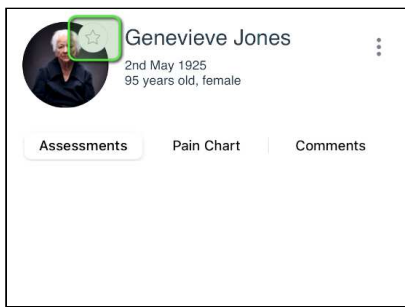 Genevieve Jones
2nd May 1925
95 years old, female
Assessments Pain Chart Comments